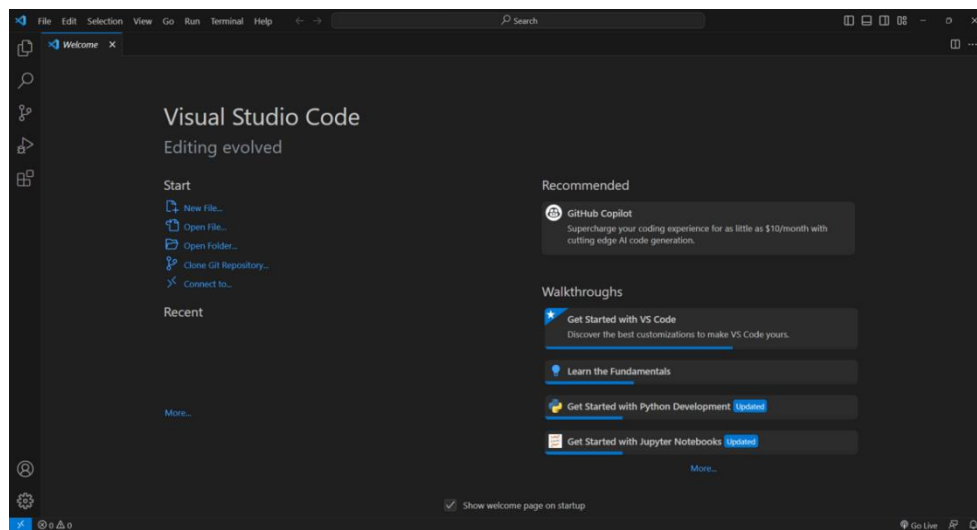 File Edit Selection View Go Run Terminal Help
Search
Welcome
Visual Studio Code
Editing evolved
Start
New File...
Open File...
Open Folder...
Clone Git Repository...
Connect to...
Recent
More...
Recommended
GitHub Copilot
Supercharge your coding experience for as little as $10/month with
cutting edge AI code generation.
Walkthroughs
Get Started with VS Code
Discover the best customizations to make VS Code yours.
Learn the Fundamentals
Get Started with Python Development Updated
Get Started with Jupyter Notebooks Updated
More...
Show welcome page on startup
0 0
Go Live